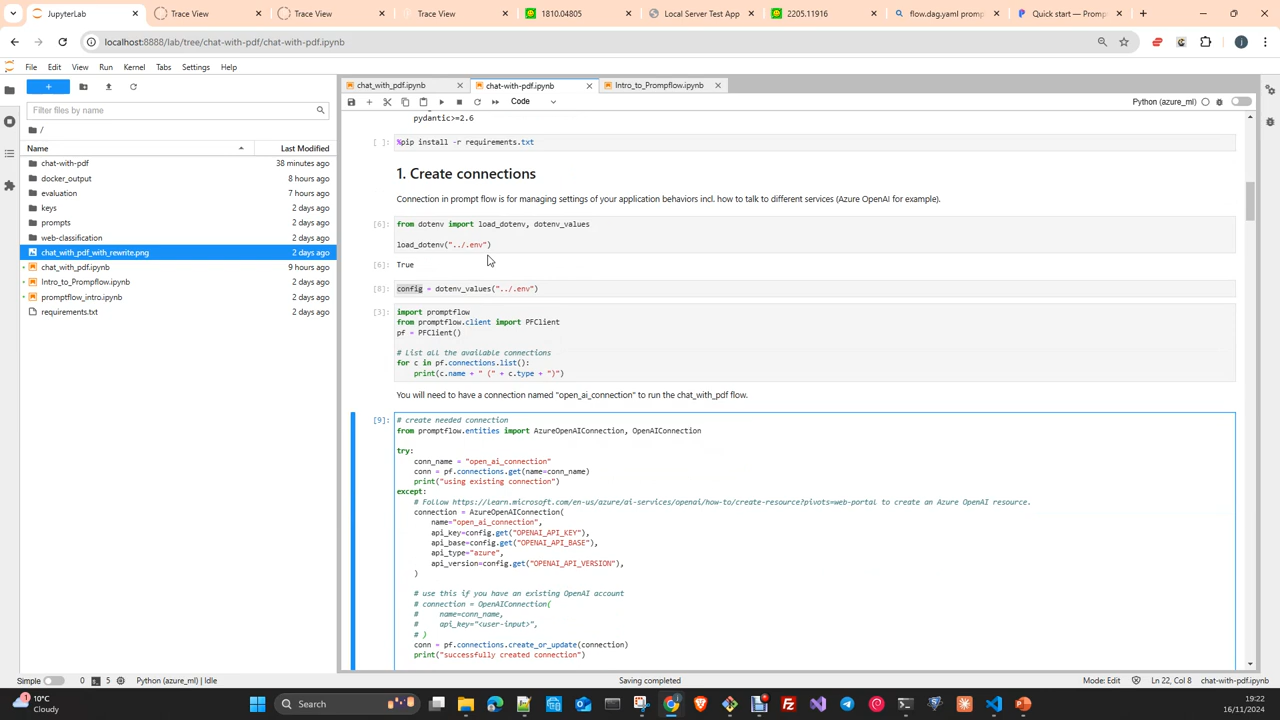 JupyterLab
Trace View
Trace View
Trace View
1810.04805
Local Server Test App
2205.11916
flow.dag.yaml promp
Quick start — Promp
localhost:8888/lab/tree/chat-with-pdf/chat-with-pdf.ipynb
File Edit View Run Kernel Tabs Settings Help
chat_with_pdf.ipynb
chat-with-pdf.ipynb
Intro_to_Prompflow.ipynb
Code
Python (azure_ml)
Filter files by name
/
Name Last Modified
chat-with-pdf 38 minutes ago
docker_output 8 hours ago
evaluation 7 hours ago
keys 2 days ago
prompts 2 days ago
web-classification 2 days ago
chat_with_pdf_with_rewrite.png 2 days ago
chat_with_pdf.ipynb 9 hours ago
Intro_to_Prompflow.ipynb 2 days ago
promptflow_intro.ipynb 2 days ago
requirements.txt 2 days ago
pydantic>=2.6
[ ]: %pip install -r requirements.txt
1. Create connections
Connection in prompt flow is for managing settings of your application behaviors incl. how to talk to different services (Azure OpenAI for example).
[6]: from dotenv import load_dotenv, dotenv_values
load_dotenv("../.env")
[6]: True
[8]: config = dotenv_values("../.env")
[3]: import promptflow
from promptflow.client import PFClient
pf = PFClient()
# List all the available connections
for c in pf.connections.list():
print(c.name + " (" + c.type + ")")
You will need to have a connection named "open_ai_connection" to run the chat_with_pdf flow.
[9]: # create needed connection
from promptflow.entities import AzureOpenAIConnection, OpenAIConnection
try:
conn_name = "open_ai_connection"
conn = pf.connections.get(name=conn_name)
print("using existing connection")
except:
# Follow https://learn.microsoft.com/en-us/azure/ai-services/openai/how-to/create-resource?pivots=web-portal to create an Azure OpenAI resource.
connection = AzureOpenAIConnection(
name="open_ai_connection",
api_key=config.get("OPENAI_API_KEY"),
api_base=config.get("OPENAI_API_BASE"),
api_type="azure",
api_version=config.get("OPENAI_API_VERSION"),
)
# use this if you have an existing OpenAI account
# connection = OpenAIConnection(
# name=conn_name,
# api_key="<user-input>",
# )
conn = pf.connections.create_or_update(connection)
print("successfully created connection")
Simple 0 5 Python (azure_ml) | Idle Saving completed Mode: Edit Ln 22, Col 8 chat-with-pdf.ipynb
10°C
Cloudy
Search
19:22
16/11/2024